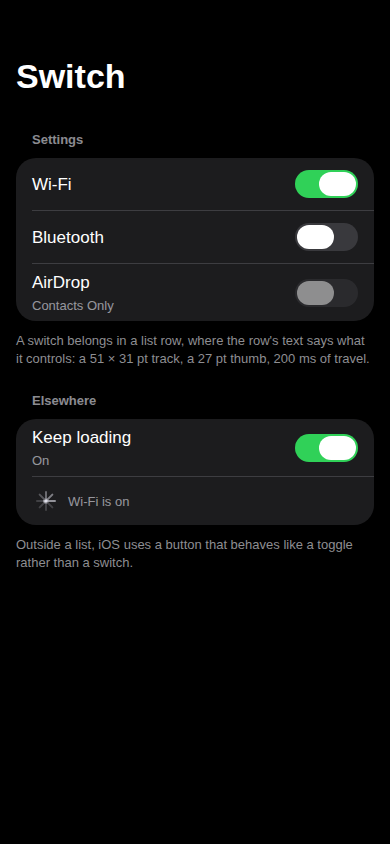 Switch
Settings
Wi-Fi
Bluetooth
AirDrop
Contacts Only
A switch belongs in a list row, where the row's text says what
it controls: a 51 × 31 pt track, a 27 pt thumb, 200 ms of travel.
Elsewhere
Keep loading
On
Wi-Fi is on
Outside a list, iOS uses a button that behaves like a toggle
rather than a switch.